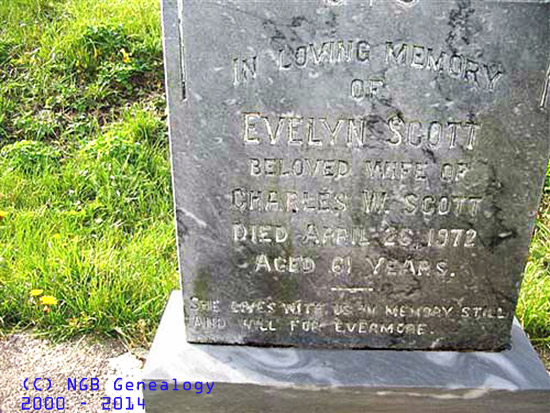 IN LOVING MEMORY
OF
EVELYN SCOTT
BELOVED WIFE OF
CHARLES W. SCOTT
DIED APRIL 26, 1972
AGED 61 YEARS.
SHE LIVES WITH US IN MEMORY STILL
AND WILL FOR EVERMORE.
(C) NGB Genealogy
2000 - 2014